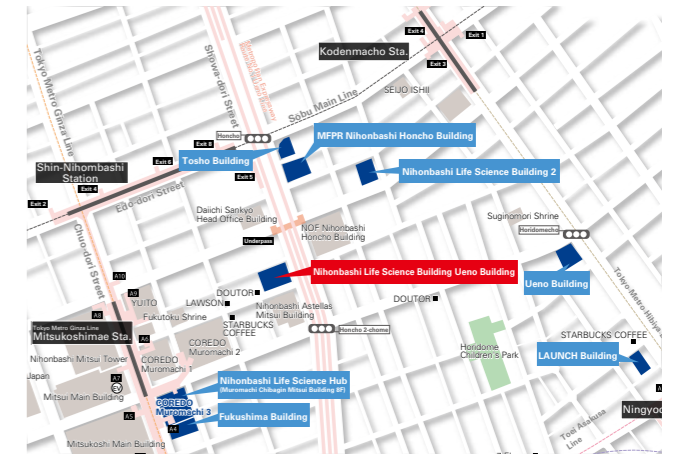 Exit 4
Exit 1
Kodenmacho Sta.
Exit 3
Tokyo Metro Ginza Line
Showa-dori Street
SEIJO ISHII
Sobu Main Line
Honcho
MFPR Nihonbashi Honcho Building
Exit 8
Tosho Building
Exit 6
Shin-Nihombashi
Station
Exit 5
Nihonbashi Life Science Building 2
Exit 4
Exit 2
Edo-dori Street
Daiichi Sankyo
Head Office Building
Suginomori Shrine
NOF Nihonbashi
Honcho Building
Horidomecho
Underpass
Chuo-dori Street
Nihonbashi Life Science Building Ueno Building
A10
Ueno Building
Tokyo Metro Hibiya
A9
DOUTOR
YUITO
LAWSON
DOUTOR
Nihonbashi Astellas
Mitsui Building
A8
Fukutoku Shrine
STARBUCKS
COFFEE
Tokyo Metro Ginza Line
Mitsukoshimae Sta.
Honcho 2-chome
A6
COREDO
Muromachi 2
STARBUCKS COFFEE
Horidome
Children's Park
Nihonbashi Mitsui Tower
COREDO
Muromachi 1
LAUNCH Building
Japan
A7
Nihonbashi Life Science Hub
(Muromachi Chibagin Mitsui Building 8F)
EV
Mitsui Main Building
COREDO
Muromachi 3
A5
Fukushima Building
Ningyo
A4
Toei Asakusa
Line
Mitsukoshi Main Building